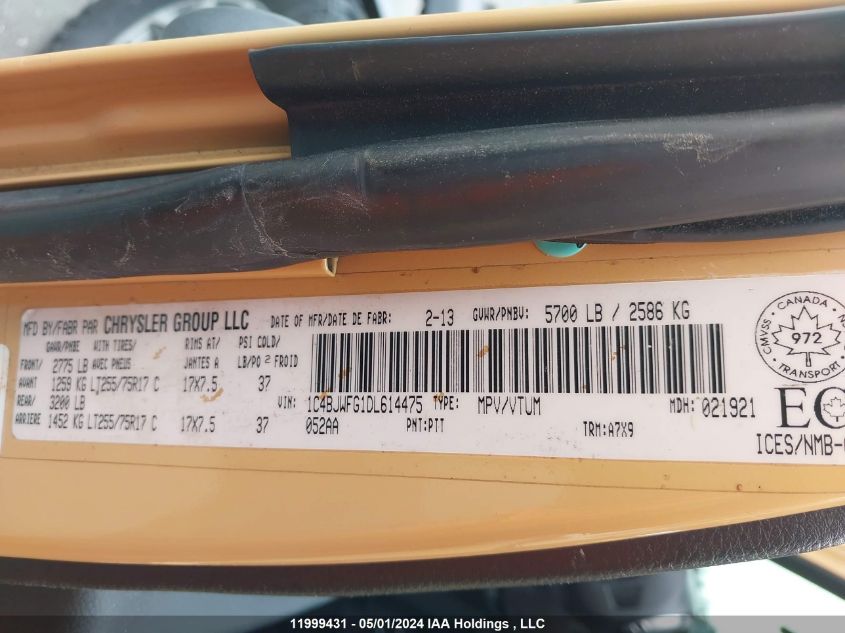 MFD BY/FABR PAR CHRYSLER GROUP LLC DATE OF MFR/DATE DE FABR: 2-13 GVWR/PNBV: 5700 LB / 2586 KG
GAWR/PNBE WITH TIRES/ RIMS AT/ PSI COLD/
FRONT/ 2775 LB AVEC PNEUS JANTES A LB/PO 2 FROID
AVANT 1259 KG LT255/75R17 C 17X7.5 37
REAR/ 3200 LB
ARRIERE 1452 KG LT255/75R17 C 17X7.5 37
VIN: 1C4BJWFG1DL614475 TYPE: MPV/VTUM MDH: 021921
052AA PNT: PTT TRM: A7X9
CANADA
CMVSS
972
TRANSPORT
ICES/NMB-
11999431 - 05/01/2024 IAA Holdings , LLC